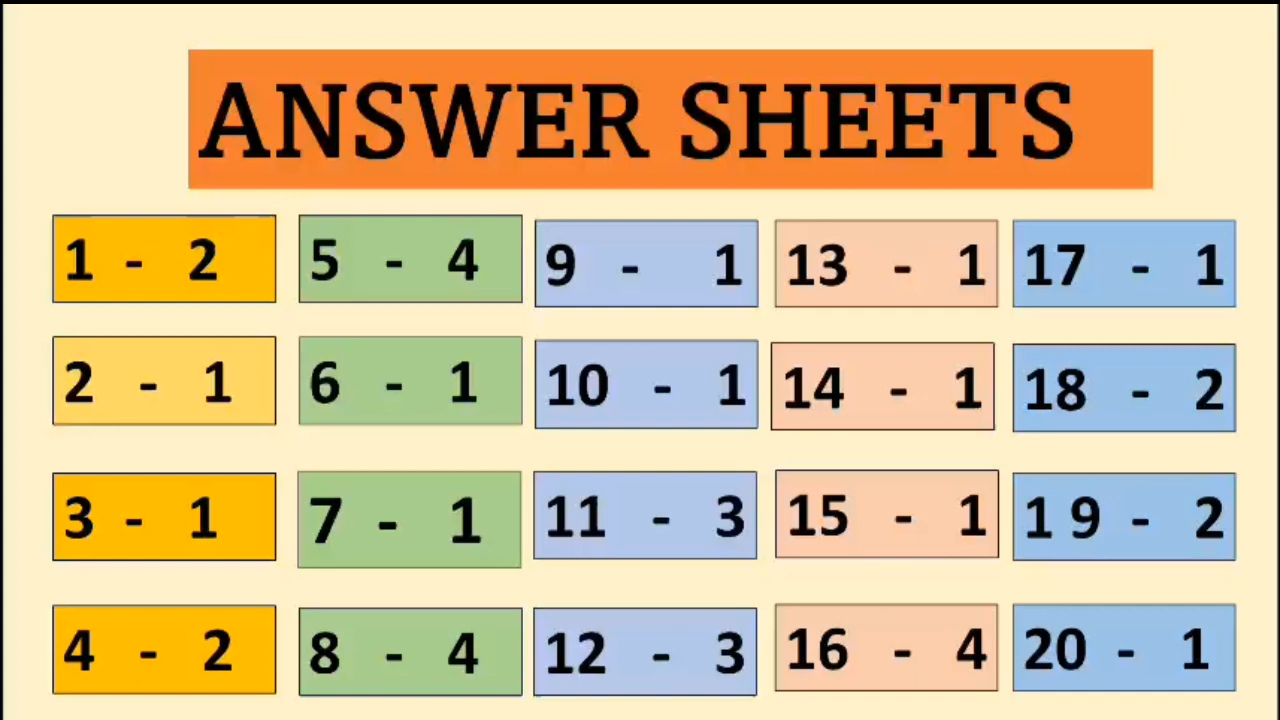 ANSWER SHEETS
1 - 2
2 - 1
3 - 1
4 - 2
5 - 4
6 - 1
7 - 1
8 - 4
9 - 1
10 - 1
11 - 3
12 - 3
13 - 1
14 - 1
15 - 1
16 - 4
17 - 1
18 - 2
1 9 - 2
20 - 1